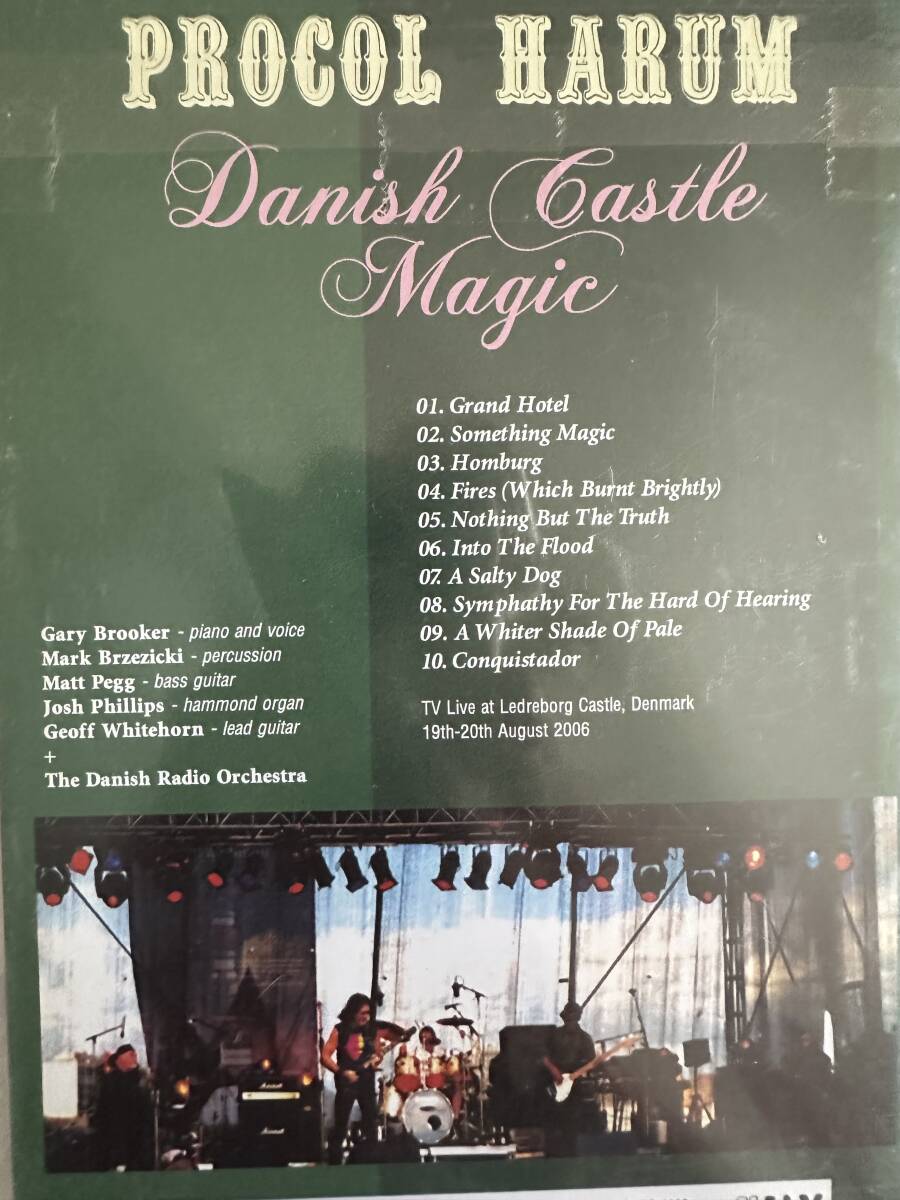 PROCOL HARUM
Danish Castle
Magic
01. Grand Hotel
02. Something Magic
03. Homburg
04. Fires (Which Burnt Brightly)
05. Nothing But The Truth
06. Into The Flood
07. A Salty Dog
08. Symphathy For The Hard Of Hearing
09. A Whiter Shade Of Pale
10. Conquistador
TV Live at Ledreborg Castle, Denmark
19th-20th August 2006
Gary Brooker - piano and voice
Mark Brzezicki - percussion
Matt Pegg - bass guitar
Josh Phillips - hammond organ
Geoff Whitehorn - lead guitar
+
The Danish Radio Orchestra
Marshall
Marshall